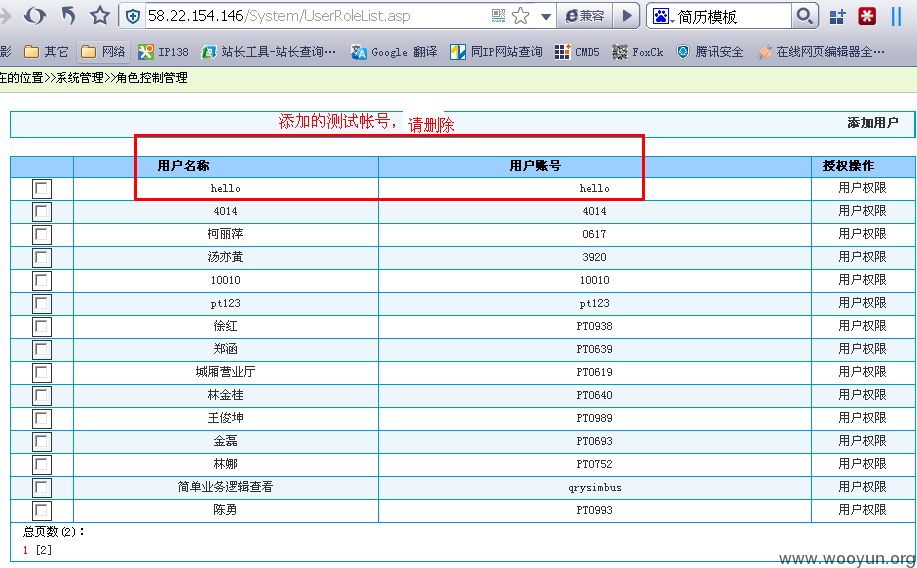 58.22.154.146/System/UserRoleList.asp 兼容 简历模板
影 其它 网络 IP138 站长工具-站长查询… Google 翻译 同IP网站查询 CMD5 FoxCk 腾讯安全 在线网页编辑器全…
在的位置>>系统管理>>角色控制管理
添加的测试帐号，请删除 添加用户
用户名称 用户账号 授权操作
hello hello 用户权限
4014 4014 用户权限
柯丽萍 0617 用户权限
汤亦黄 3920 用户权限
10010 10010 用户权限
pt123 pt123 用户权限
徐红 PT0938 用户权限
郑涵 PT0639 用户权限
城厢营业厅 PT0619 用户权限
林金桂 PT0640 用户权限
王俊坤 PT0989 用户权限
金磊 PT0693 用户权限
林娜 PT0752 用户权限
简单业务逻辑查看 qrysimbus 用户权限
陈勇 PT0993 用户权限
总页数(2)：
1 [2]
www.wooyun.org